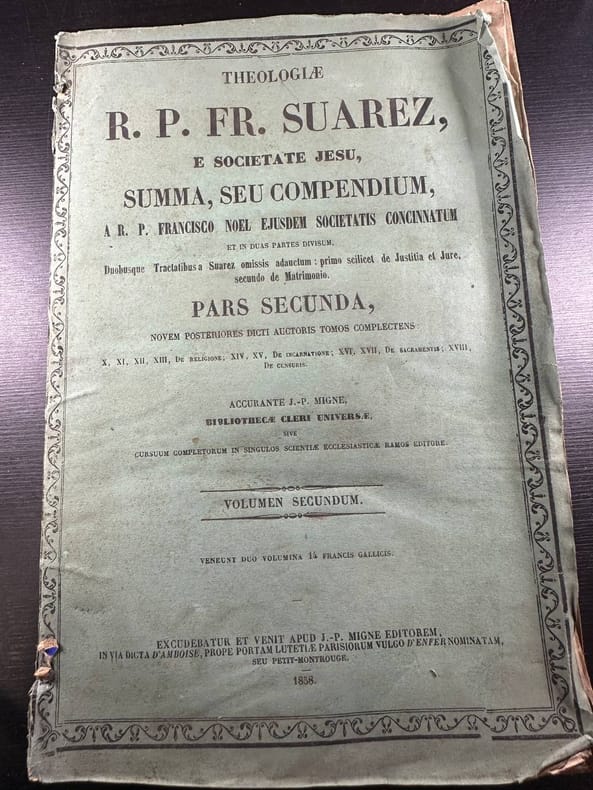 THEOLOGIÆ
R. P. FR. SUAREZ,
E SOCIETATE JESU,
SUMMA, SEU COMPENDIUM,
A R. P. FRANCISCO NOEL EJUSDEM SOCIETATIS CONCINNATUM
ET IN DUAS PARTES DIVISUM,
Duobusque Tractatibus a Suarez omissis adauctum : primo scilicet de Justitia et Jure,
secundo de Matrimonio.
PARS SECUNDA,
NOVEM POSTERIORES DICTI AUCTORIS TOMOS COMPLECTENS:
X, XI, XII, XIII, DE RELIGIONE; XIV, XV, DE INCARNATIONE; XVI, XVII, DE SACRAMENTIS; XVIII,
DE CENSURIS.
ACCURANTE J.-P. MIGNE,
BIBLIOTHECÆ CLERI UNIVERSÆ,
SIVE
CURSUUM COMPLETORUM IN SINGULOS SCIENTIÆ ECCLESIASTICÆ RAMOS EDITORE.
VOLUMEN SECUNDUM.
VENEUNT DUO VOLUMINA 14 FRANCIS GALLICIS.
EXCUDEBATUR ET VENIT APUD J.-P. MIGNE EDITOREM,
IN VIA DICTA D'AMBOISE, PROPE PORTAM LUTETIÆ PARISIORUM VULGO D'ENFER NOMINATAM,
SEU PETIT-MONTROUGE.
1858.